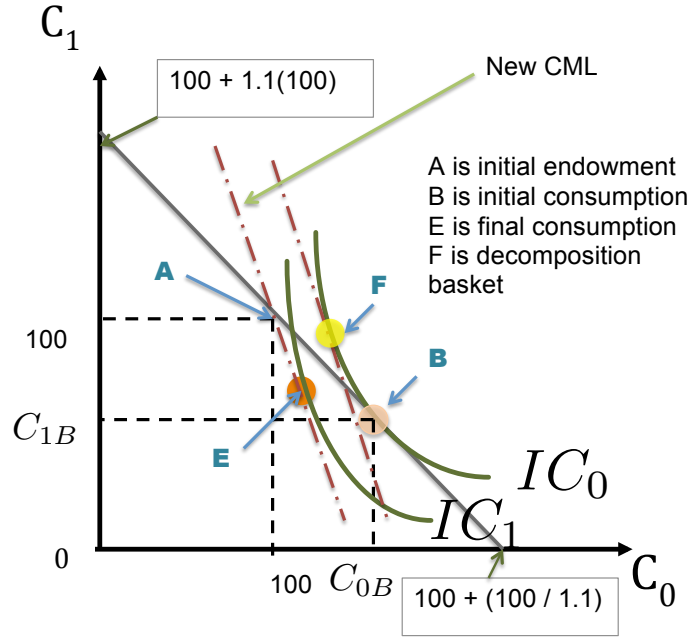 C₁
100 + 1.1(100)
New CML
A is initial endowment
B is initial consumption
E is final consumption
F is decomposition
basket
A
F
100
B
C₁B
E
IC₀
IC₁
0
100
C₀B
C₀
100 + (100 / 1.1)